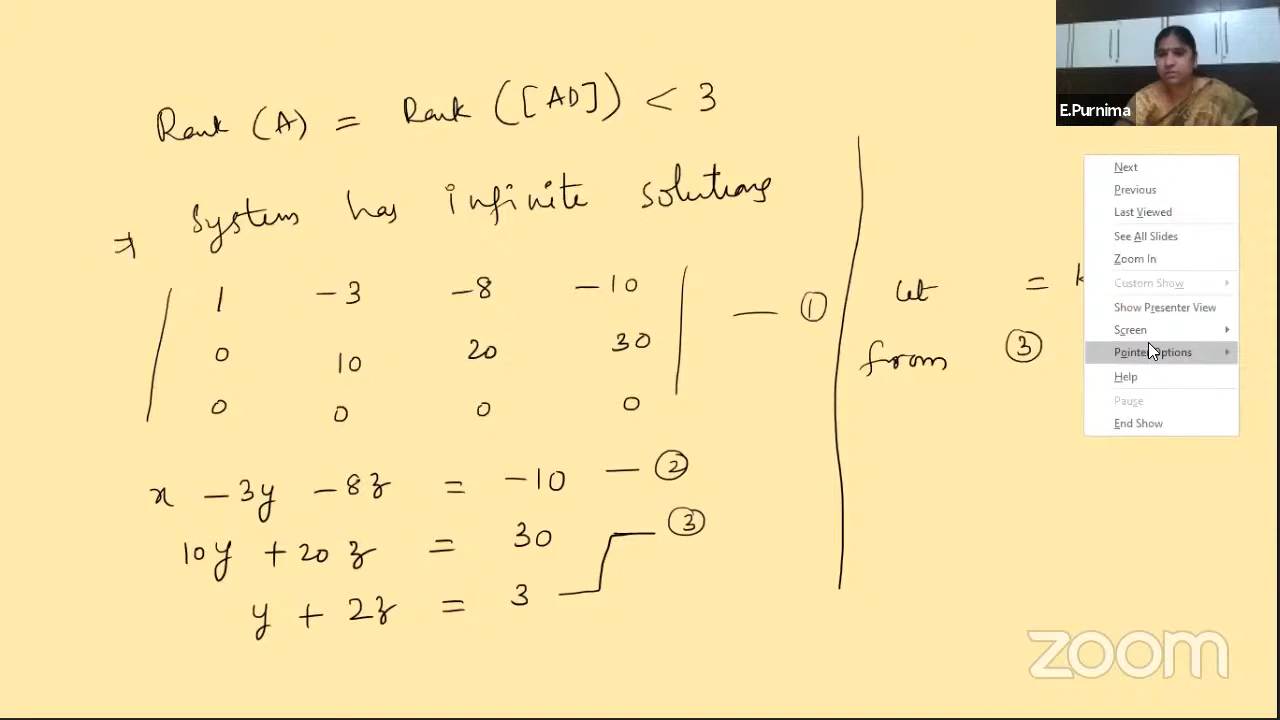 Rank (A) = Rank ([AD]) < 3
⇒ System has infinite solutions
1 -3 -8 -10
0 10 20 30 — ①
0 0 0 0
x - 3y - 8z = -10 — ②
10y + 20z = 30
y + 2z = 3 — ③
let = k
from ③
E.Purnima
Next
Previous
Last Viewed
See All Slides
Zoom In
Custom Show
Show Presenter View
Screen
Pointer Options
Help
Pause
End Show
zoom